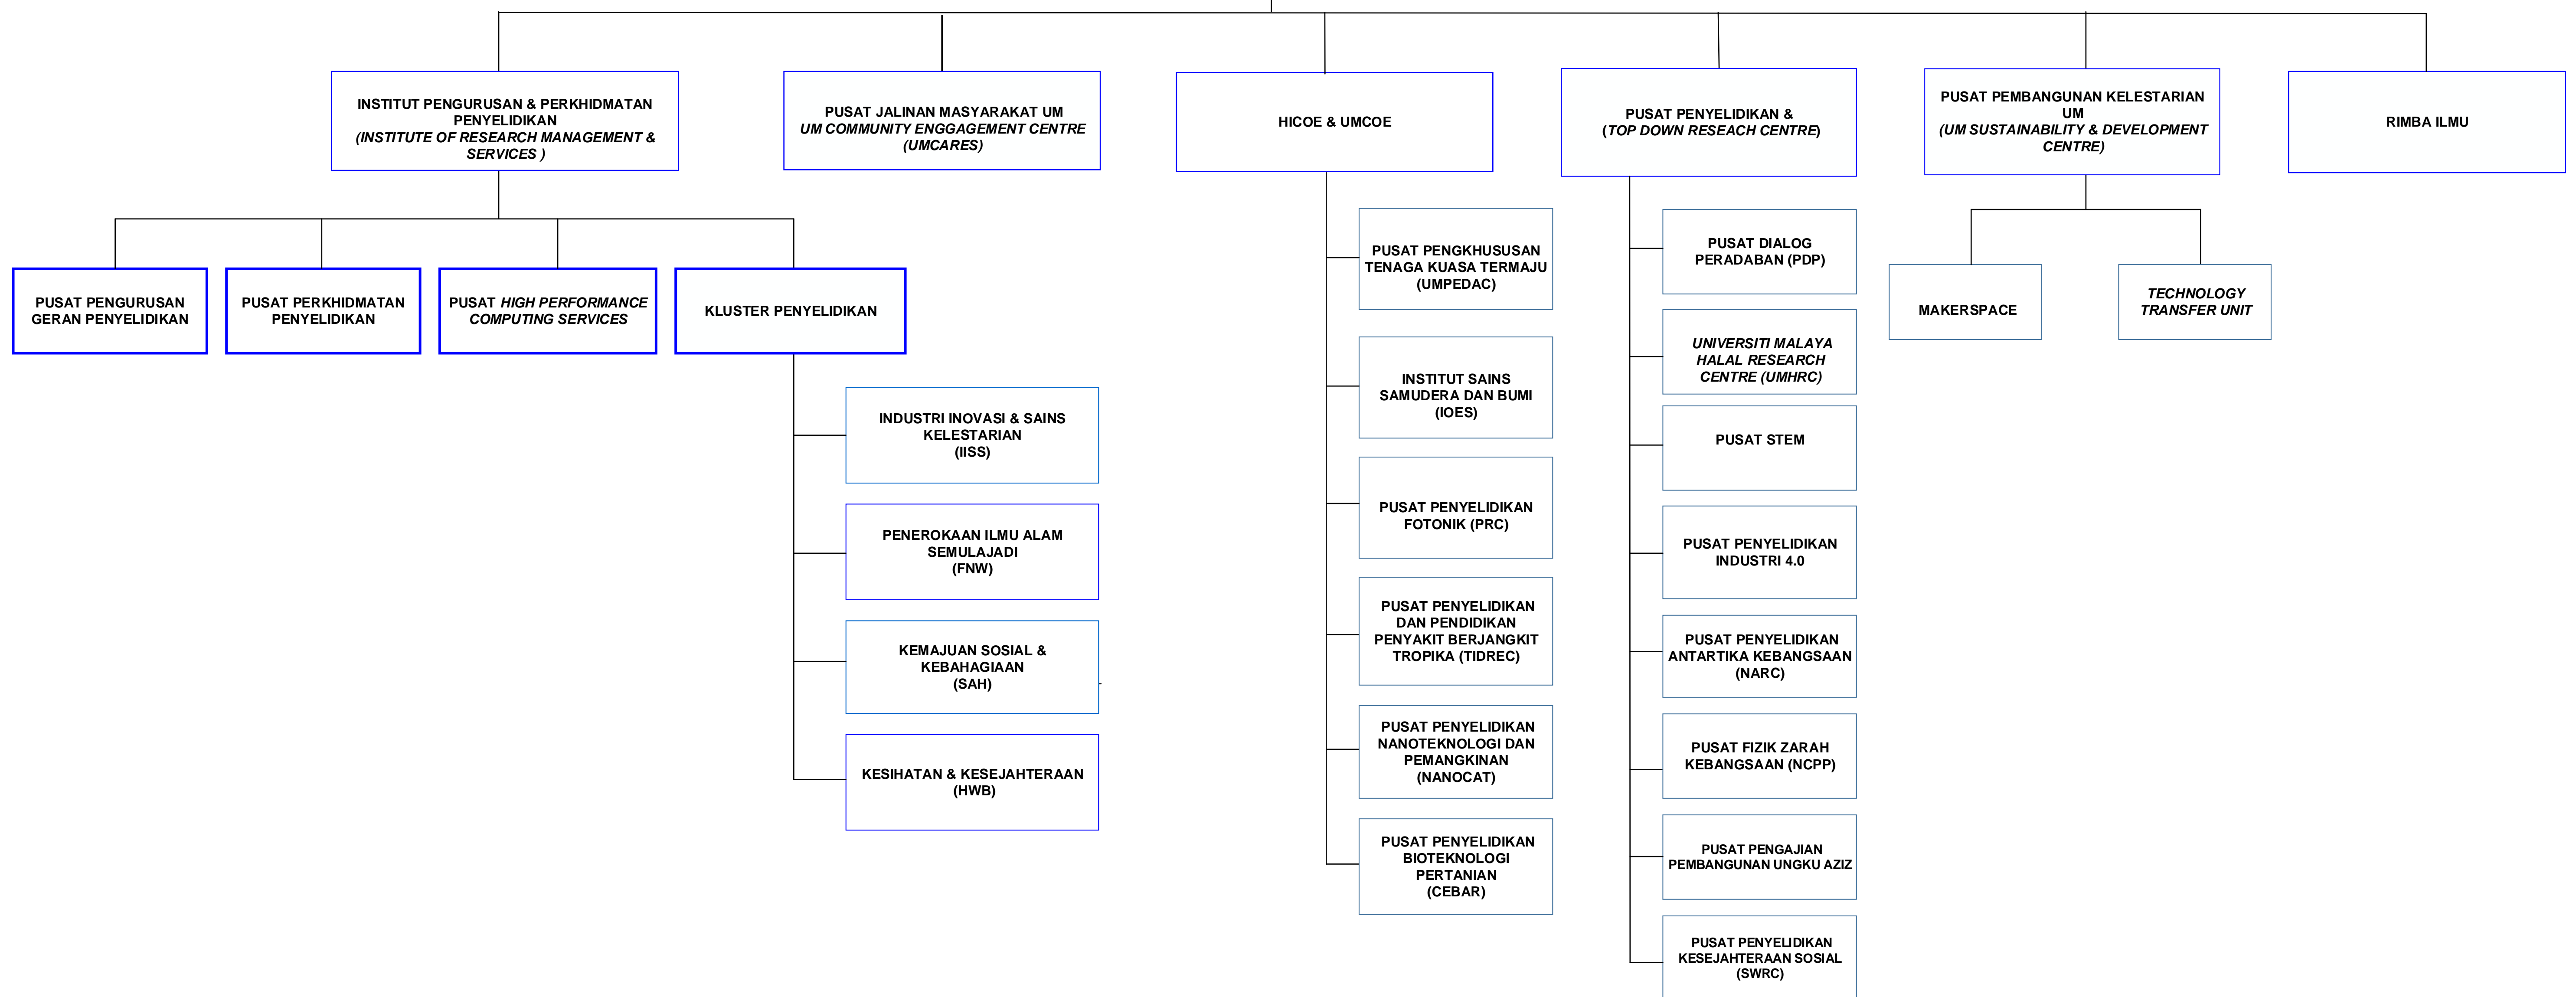 INSTITUT PENGURUSAN & PERKHIDMATAN
PENYELIDIKAN
(INSTITUTE OF RESEARCH MANAGEMENT &
SERVICES )
PUSAT JALINAN MASYARAKAT UM
UM COMMUNITY ENGGAGEMENT CENTRE
(UMCARES)
HICOE & UMCOE
PUSAT PENYELIDIKAN &
(TOP DOWN RESEACH CENTRE)
PUSAT PEMBANGUNAN KELESTARIAN
UM
(UM SUSTAINABILITY & DEVELOPMENT
CENTRE)
RIMBA ILMU
PUSAT PENGURUSAN
GERAN PENYELIDIKAN
PUSAT PERKHIDMATAN
PENYELIDIKAN
PUSAT HIGH PERFORMANCE
COMPUTING SERVICES
KLUSTER PENYELIDIKAN
INDUSTRI INOVASI & SAINS
KELESTARIAN
(IISS)
PENEROKAAN ILMU ALAM
SEMULAJADI
(FNW)
KEMAJUAN SOSIAL &
KEBAHAGIAAN
(SAH)
KESIHATAN & KESEJAHTERAAN
(HWB)
PUSAT PENGKHUSUSAN
TENAGA KUASA TERMAJU
(UMPEDAC)
INSTITUT SAINS
SAMUDERA DAN BUMI
(IOES)
PUSAT PENYELIDIKAN
FOTONIK (PRC)
PUSAT PENYELIDIKAN
DAN PENDIDIKAN
PENYAKIT BERJANGKIT
TROPIKA (TIDREC)
PUSAT PENYELIDIKAN
NANOTEKNOLOGI DAN
PEMANGKINAN
(NANOCAT)
PUSAT PENYELIDIKAN
BIOTEKNOLOGI
PERTANIAN
(CEBAR)
PUSAT DIALOG
PERADABAN (PDP)
UNIVERSITI MALAYA
HALAL RESEARCH
CENTRE (UMHRC)
PUSAT STEM
PUSAT PENYELIDIKAN
INDUSTRI 4.0
PUSAT PENYELIDIKAN
ANTARTIKA KEBANGSAAN
(NARC)
PUSAT FIZIK ZARAH
KEBANGSAAN (NCPP)
PUSAT PENGAJIAN
PEMBANGUNAN UNGKU AZIZ
PUSAT PENYELIDIKAN
KESEJAHTERAAN SOSIAL
(SWRC)
MAKERSPACE
TECHNOLOGY
TRANSFER UNIT